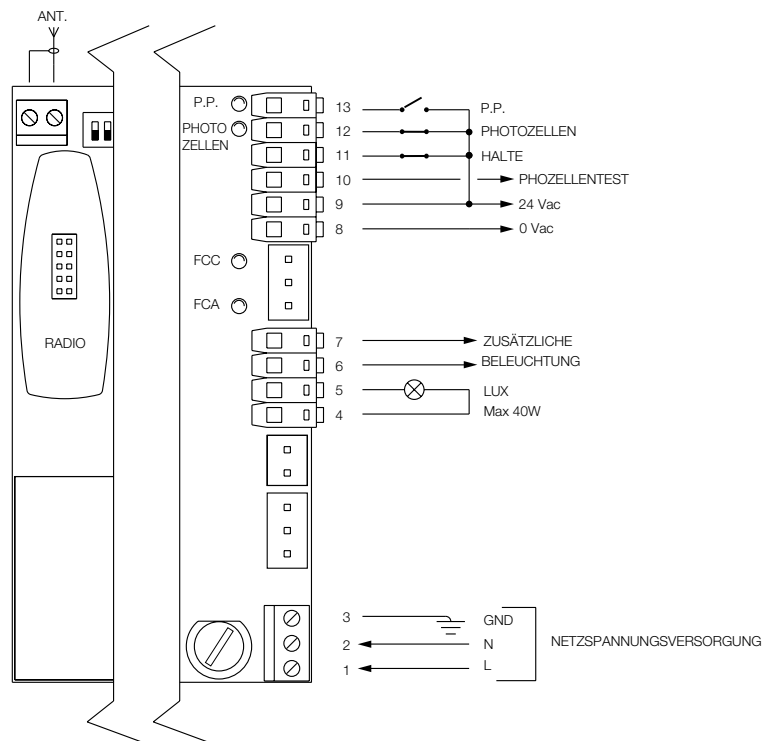 ANT.
P.P.
PHOTO
ZELLEN
13
P.P.
12
PHOTOZELLEN
11
HALTE
10
PHOZELLENTEST
9
24 Vac
8
0 Vac
FCC
FCA
RADIO
7
ZUSÄTZLICHE
6
BELEUCHTUNG
5
LUX
4
Max 40W
3
GND
2
N
NETZSPANNUNGSVERSORGUNG
1
L